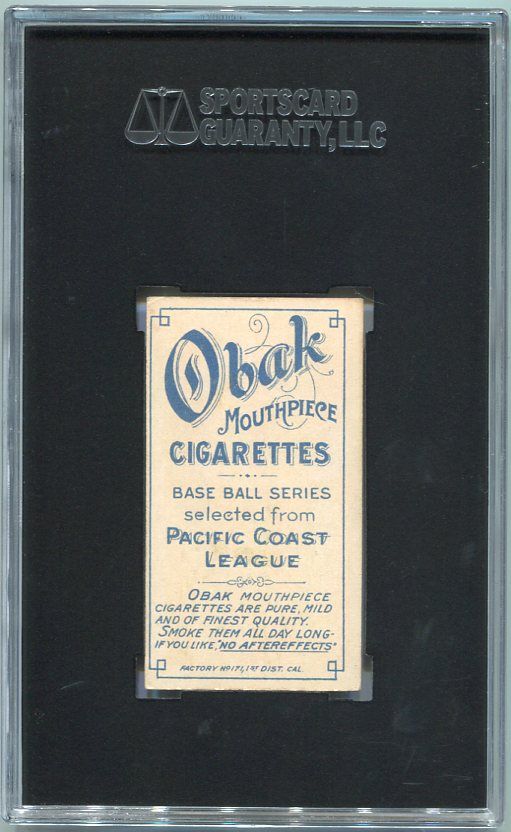 SPORTSCARD
GUARANTY, LLC
Obak
MOUTHPIECE
CIGARETTES
BASE BALL SERIES
selected from
PACIFIC COAST
LEAGUE
OBAK MOUTHPIECE
CIGARETTES ARE PURE, MILD
AND OF FINEST QUALITY.
SMOKE THEM ALL DAY LONG-
IF YOU LIKE, "NO AFTEREFFECTS"
FACTORY Nº 171, 1ST DIST. CAL.